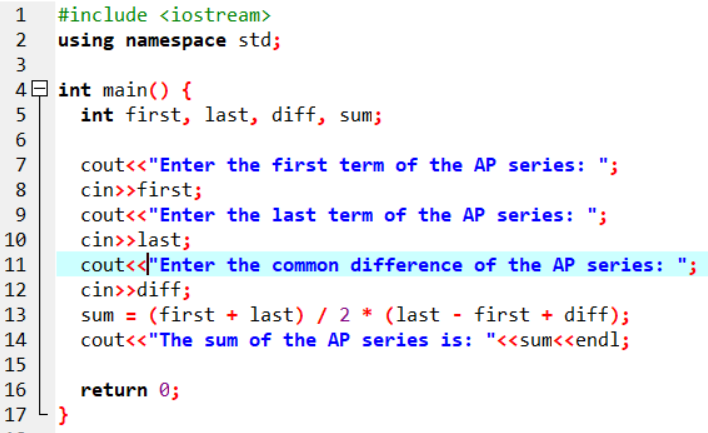 1 #include <iostream>
2 using namespace std;
3
4 int main() {
5 int first, last, diff, sum;
6
7 cout<<"Enter the first term of the AP series: ";
8 cin>>first;
9 cout<<"Enter the last term of the AP series: ";
10 cin>>last;
11 cout<<"Enter the common difference of the AP series: ";
12 cin>>diff;
13 sum = (first + last) / 2 * (last - first + diff);
14 cout<<"The sum of the AP series is: "<<sum<<endl;
15
16 return 0;
17 }